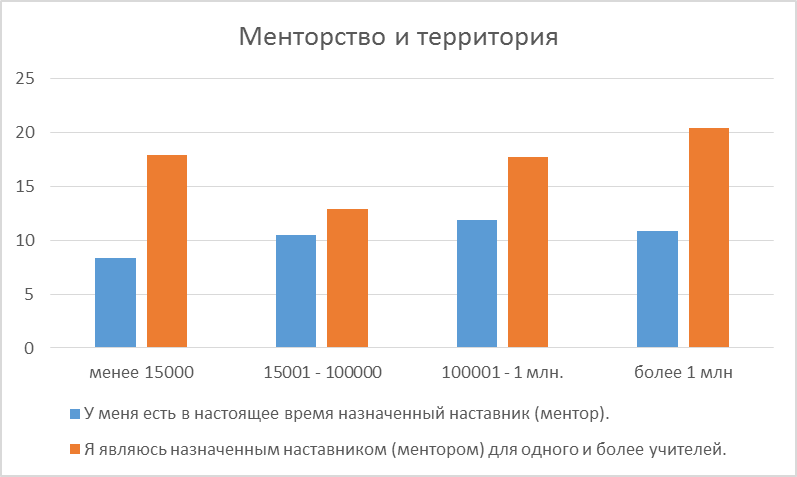 Менторство и территория
25
20
15
10
5
0
менее 15000
15001 - 100000
100001 - 1 млн.
более 1 млн
У меня есть в настоящее время назначенный наставник (ментор).
Я являюсь назначенным наставником (ментором) для одного и более учителей.